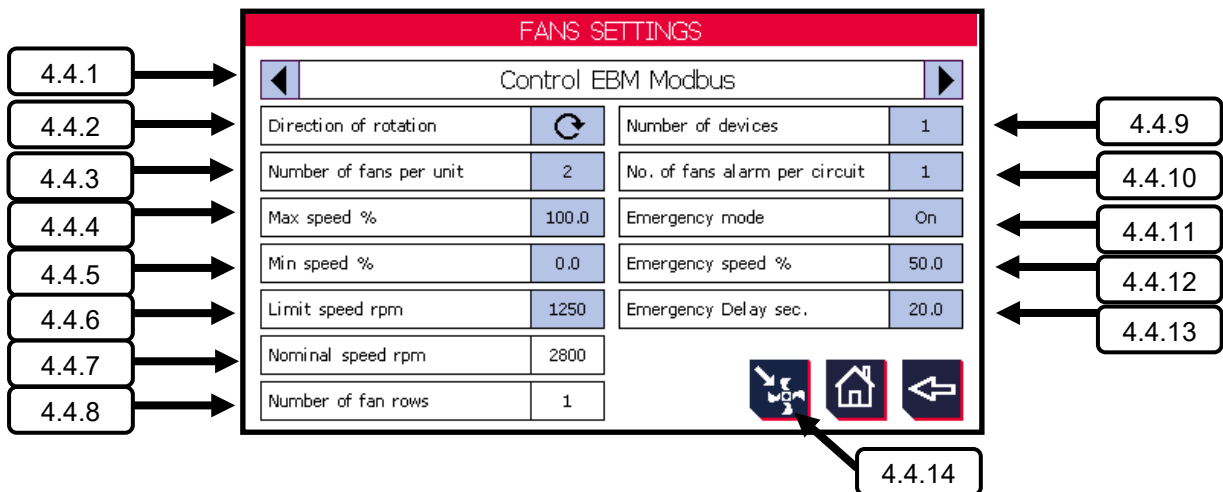 FANS SETTINGS
4.4.1
Control EBM Modbus
4.4.2
Direction of rotation
Number of devices
1
4.4.9
4.4.3
Number of fans per unit
2
No. of fans alarm per circuit
1
4.4.10
4.4.4
Max speed %
100.0
Emergency mode
On
4.4.11
4.4.5
Min speed %
0.0
Emergency speed %
50.0
4.4.12
4.4.6
Limit speed rpm
1250
Emergency Delay sec.
20.0
4.4.13
4.4.7
Nominal speed rpm
2800
4.4.8
Number of fan rows
1
4.4.14